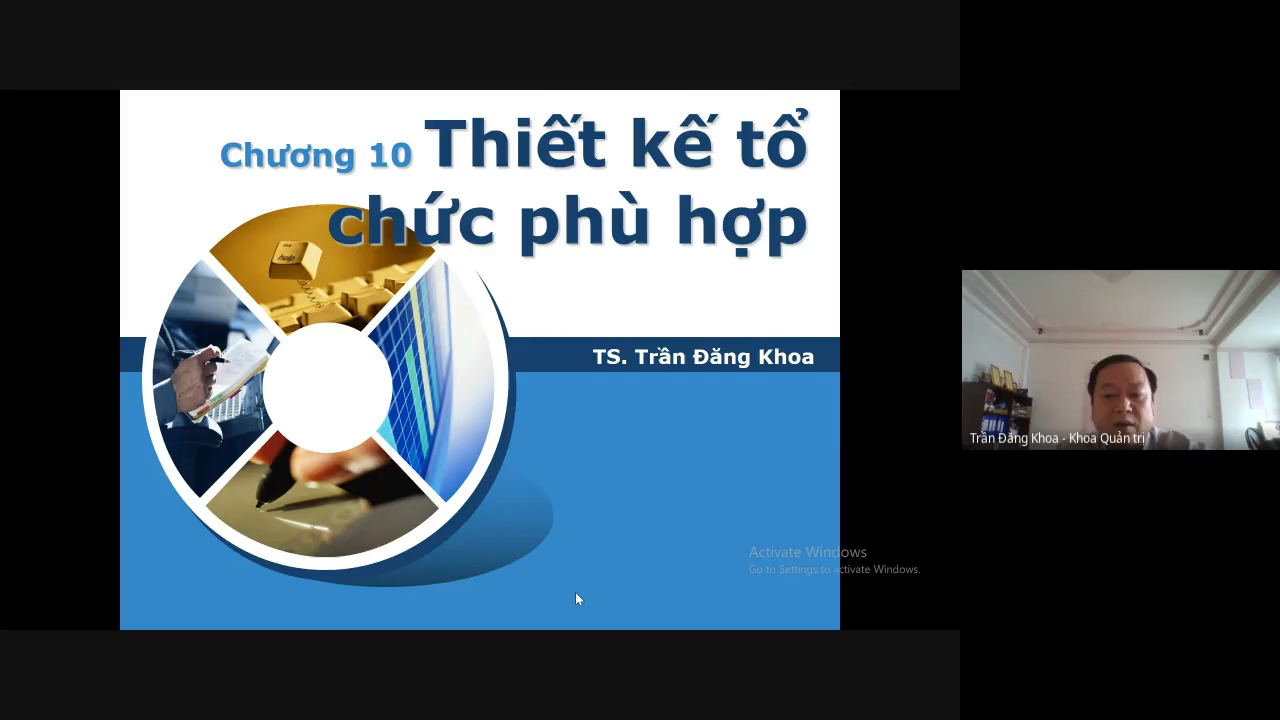 Chương 10 Thiết kế tổ
chức phù hợp
help
TS. Trần Đăng Khoa
Trần Đăng Khoa - Khoa Quản trị
Activate Windows
Go to Settings to activate Windows.